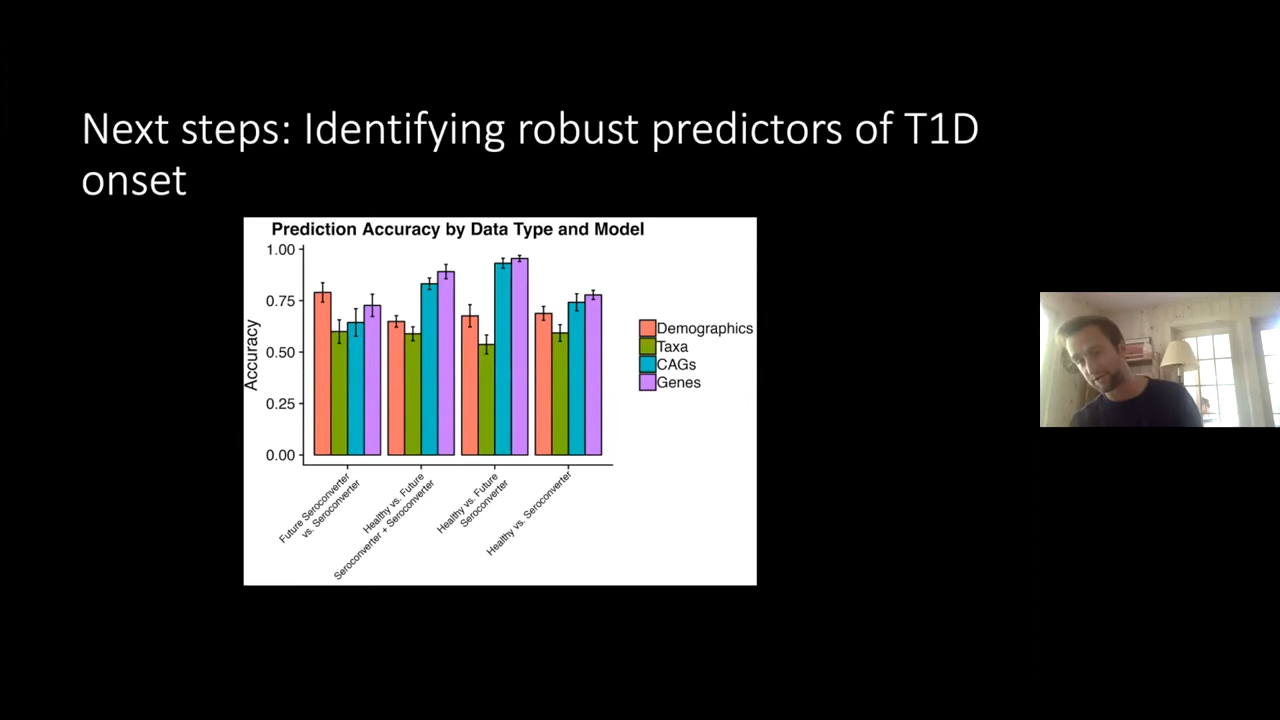 Next steps: Identifying robust predictors of T1D
onset
Prediction Accuracy by Data Type and Model
1.00
0.75
0.50
0.25
0.00
Accuracy
Demographics
Taxa
CAGs
Genes
Future Seroconverter
vs. Seroconverter
Healthy vs. Future
Seroconverter + Seroconverter
Healthy vs. Future
Seroconverter
Healthy vs. Seroconverter